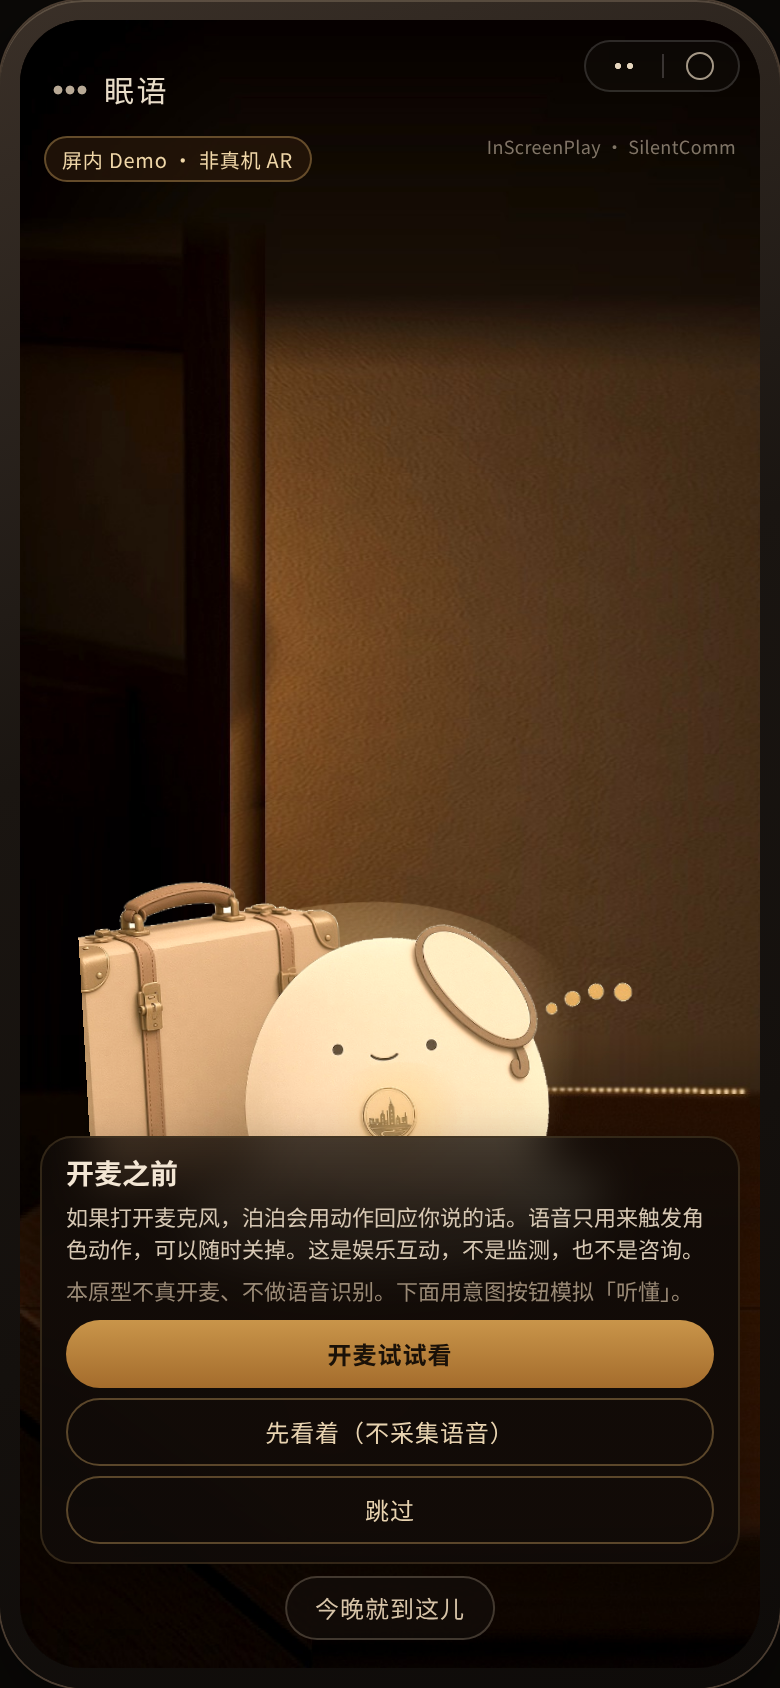 眠语
屏内 Demo · 非真机 AR
InScreenPlay · SilentComm
开麦之前
如果打开麦克风，泊泊会用动作回应你说的话。语音只用来触发角
色动作，可以随时关掉。这是娱乐互动，不是监测，也不是咨询。
本原型不真开麦、不做语音识别。下面用意图按钮模拟「听懂」。
开麦试试看
先看着（不采集语音）
跳过
今晚就到这儿